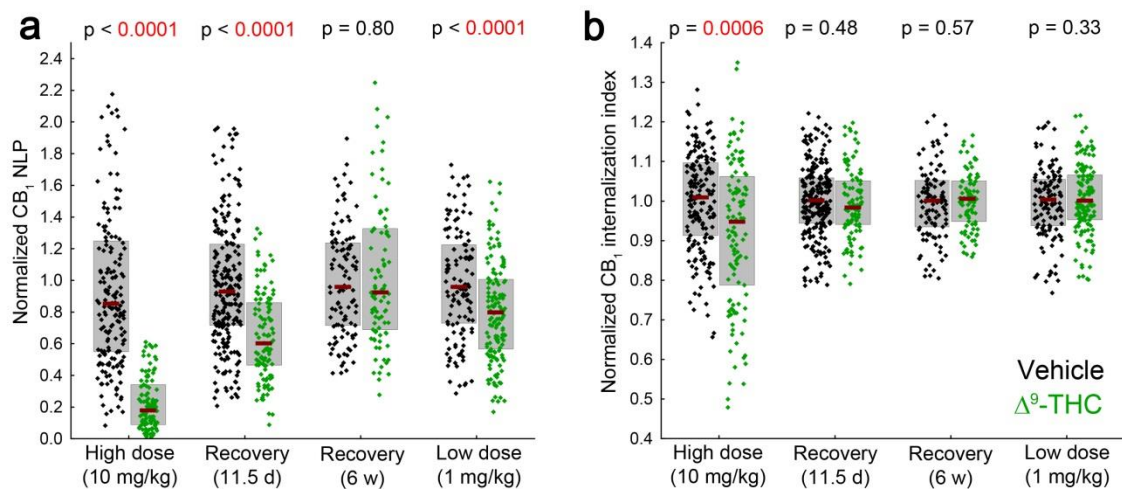 a
p < 0.0001 p < 0.0001 p = 0.80 p < 0.0001
Normalized CB₁ NLP
2.4
2.2
2.0
1.8
1.6
1.4
1.2
1.0
0.8
0.6
0.4
0.2
0.0
High dose Recovery Recovery Low dose
(10 mg/kg) (11.5 d) (6 w) (1 mg/kg)
b
p = 0.0006 p = 0.48 p = 0.57 p = 0.33
Normalized CB₁ internalization index
1.4
1.3
1.2
1.1
1.0
0.9
0.8
0.7
0.6
0.5
0.4
Vehicle
Δ⁹-THC
High dose Recovery Recovery Low dose
(10 mg/kg) (11.5 d) (6 w) (1 mg/kg)